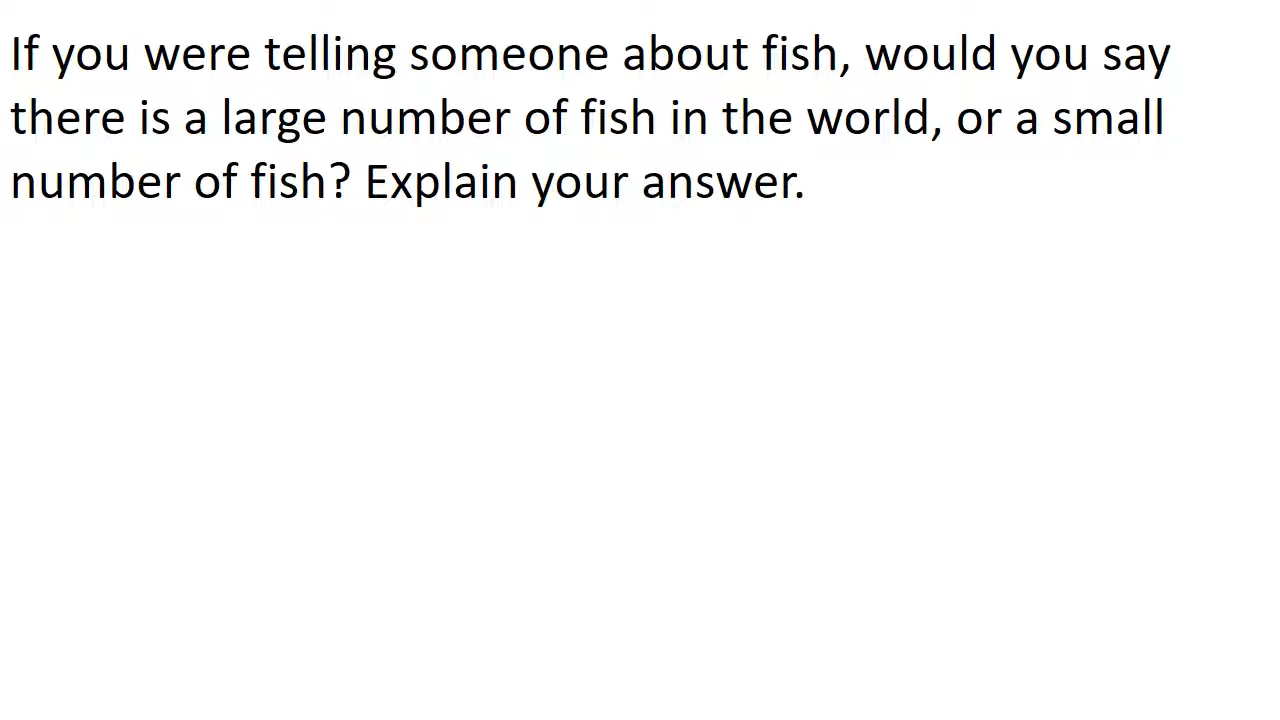 If you were telling someone about fish, would you say
there is a large number of fish in the world, or a small
number of fish? Explain your answer.